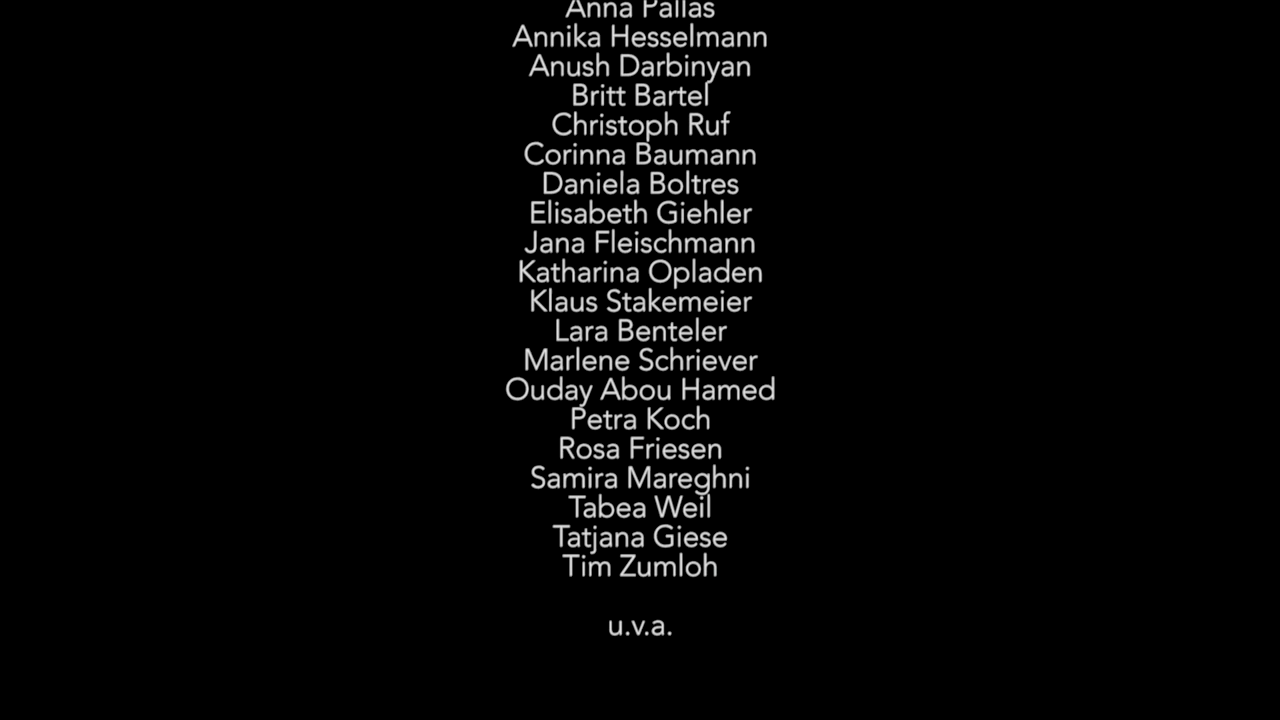 Anna Pallas
Annika Hesselmann
Anush Darbinyan
Britt Bartel
Christoph Ruf
Corinna Baumann
Daniela Boltres
Elisabeth Giehler
Jana Fleischmann
Katharina Opladen
Klaus Stakemeier
Lara Benteler
Marlene Schriever
Ouday Abou Hamed
Petra Koch
Rosa Friesen
Samira Mareghni
Tabea Weil
Tatjana Giese
Tim Zumloh
u.v.a.